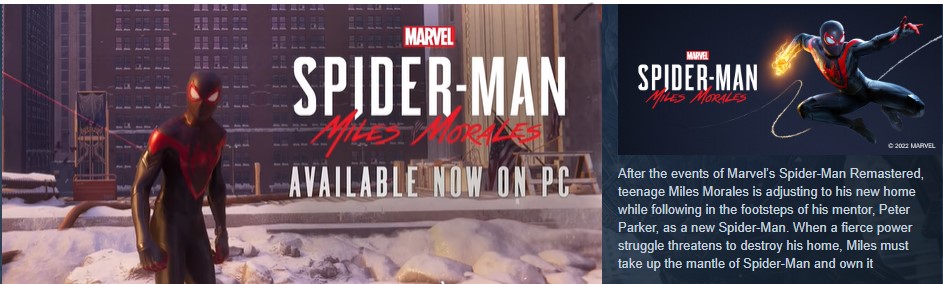 MARVEL
SPIDER-MAN
MILES MORALES
AVAILABLE NOW ON PC
MARVEL
SPIDER-MAN
MILES MORALES
© 2022 MARVEL
After the events of Marvel's Spider-Man Remastered,
teenage Miles Morales is adjusting to his new home
while following in the footsteps of his mentor, Peter
Parker, as a new Spider-Man. When a fierce power
struggle threatens to destroy his home, Miles must
take up the mantle of Spider-Man and own it